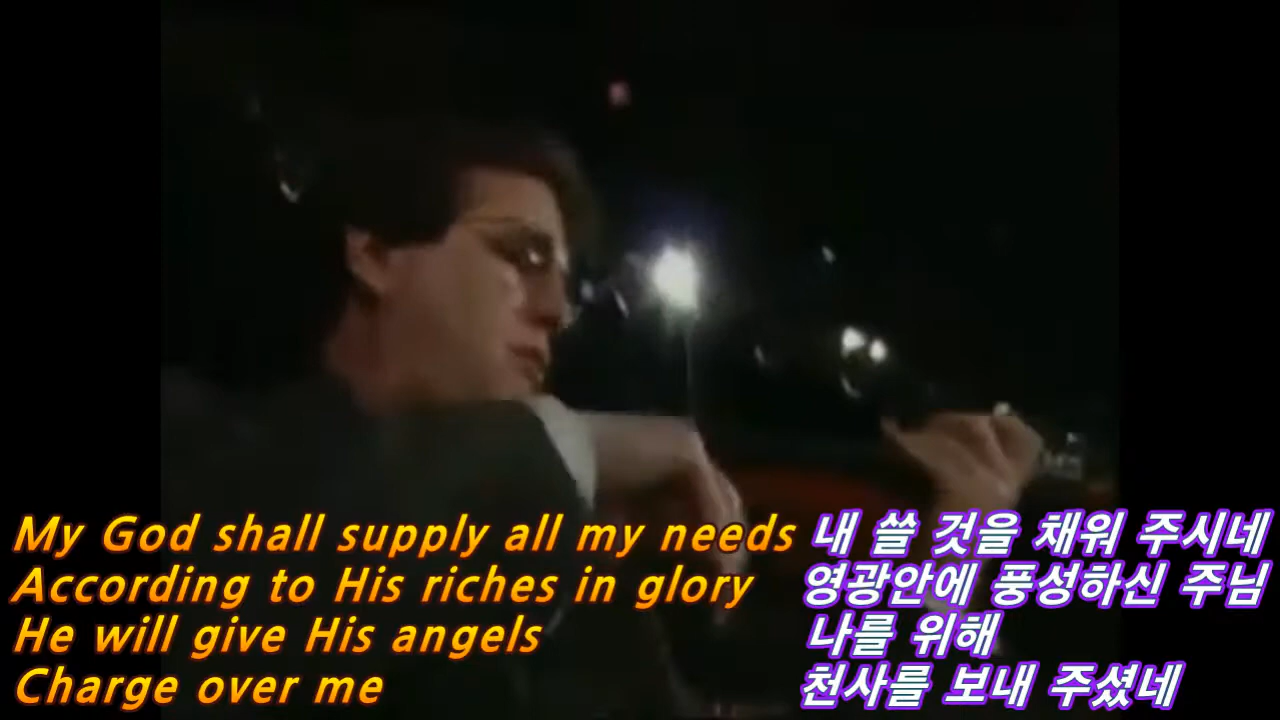 My God shall supply all my needs
According to His riches in glory
He will give His angels
Charge over me
내 쓸 것을 채워 주시네
영광안에 풍성하신 주님
나를 위해
천사를 보내 주셨네